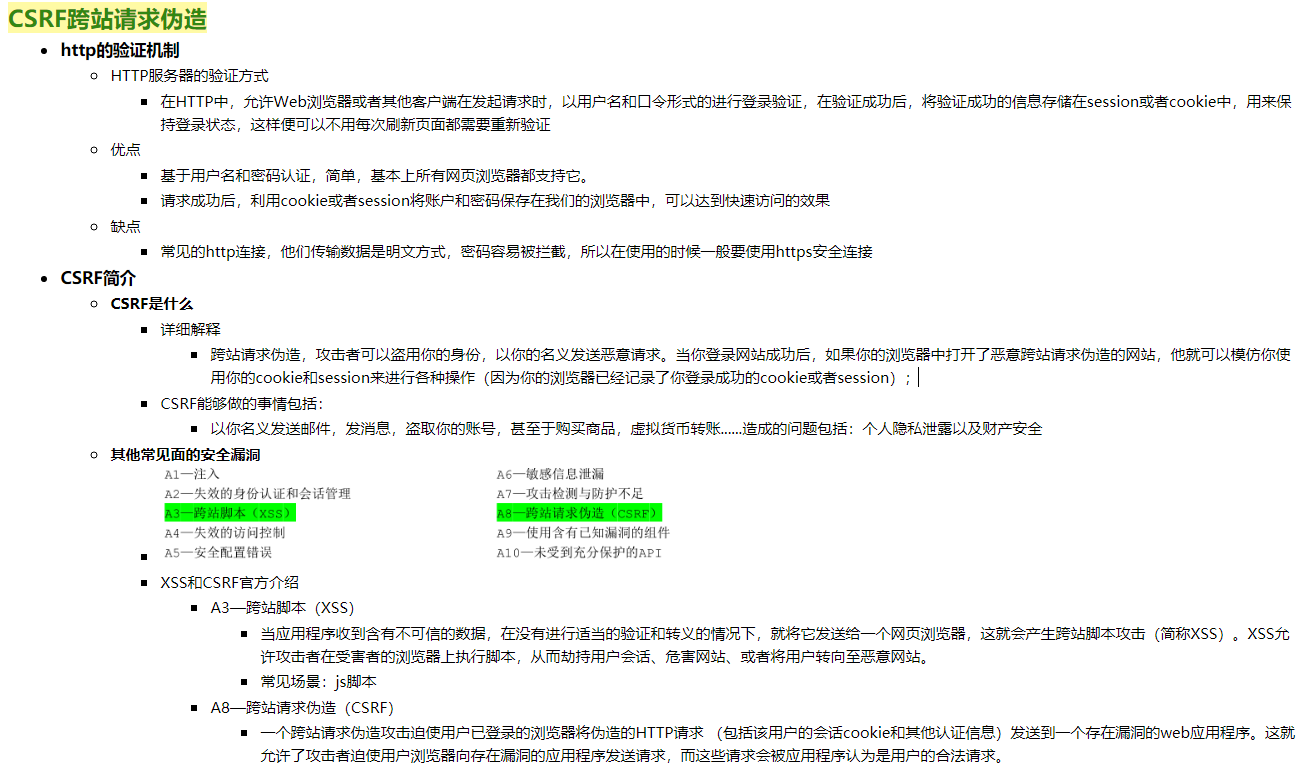 CSRF跨站请求伪造
http的验证机制
HTTP服务器的验证方式
在HTTP中，允许Web浏览器或者其他客户端在发起请求时，以用户名和口令形式的进行登录验证，在验证成功后，将验证成功的信息存储在session或者cookie中，用来保
持登录状态，这样便可以不用每次刷新页面都需要重新验证
优点
基于用户名和密码认证，简单，基本上所有网页浏览器都支持它。
请求成功后，利用cookie或者session将账户和密码保存在我们的浏览器中，可以达到快速访问的效果
缺点
常见的http连接，他们传输数据是明文方式，密码容易被拦截，所以在使用的时候一般要使用https安全连接
CSRF简介
CSRF是什么
详细解释
跨站请求伪造，攻击者可以盗用你的身份，以你的名义发送恶意请求。当你登录网站成功后，如果你的浏览器中打开了恶意跨站请求伪造的网站，他就可以模仿你使
用你的cookie和session来进行各种操作（因为你的浏览器已经记录了你登录成功的cookie或者session）；
CSRF能够做的事情包括：
以你名义发送邮件，发消息，盗取你的账号，甚至于购买商品，虚拟货币转账......造成的问题包括：个人隐私泄露以及财产安全
其他常见面的安全漏洞
A1—注入
A2—失效的身份认证和会话管理
A3—跨站脚本（XSS）
A4—失效的访问控制
A5—安全配置错误
A6—敏感信息泄漏
A7—攻击检测与防护不足
A8—跨站请求伪造（CSRF）
A9—使用含有已知漏洞的组件
A10—未受到充分保护的API
XSS和CSRF官方介绍
A3—跨站脚本（XSS）
当应用程序收到含有不可信的数据，在没有进行适当的验证和转义的情况下，就将它发送给一个网页浏览器，这就会产生跨站脚本攻击（简称XSS）。XSS允
许攻击者在受害者的浏览器上执行脚本，从而劫持用户会话、危害网站、或者将用户转向至恶意网站。
常见场景：js脚本
A8—跨站请求伪造（CSRF）
一个跨站请求伪造攻击迫使用户已登录的浏览器将伪造的HTTP请求 （包括该用户的会话cookie和其他认证信息）发送到一个存在漏洞的web应用程序。这就
允许了攻击者迫使用户浏览器向存在漏洞的应用程序发送请求，而这些请求会被应用程序认为是用户的合法请求。